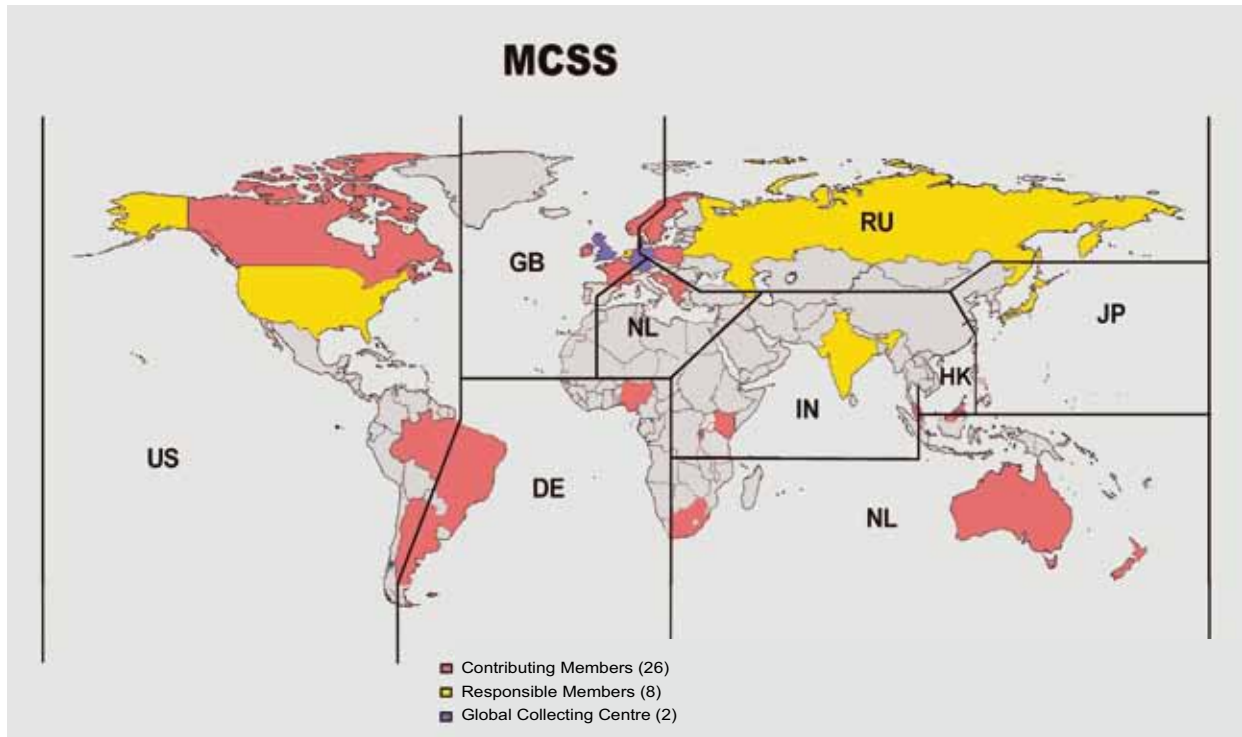 MCSS
RU
GB
JP
NL
HK
IN
US
DE
NL
Contributing Members (26)
Responsible Members (8)
Global Collecting Centre (2)